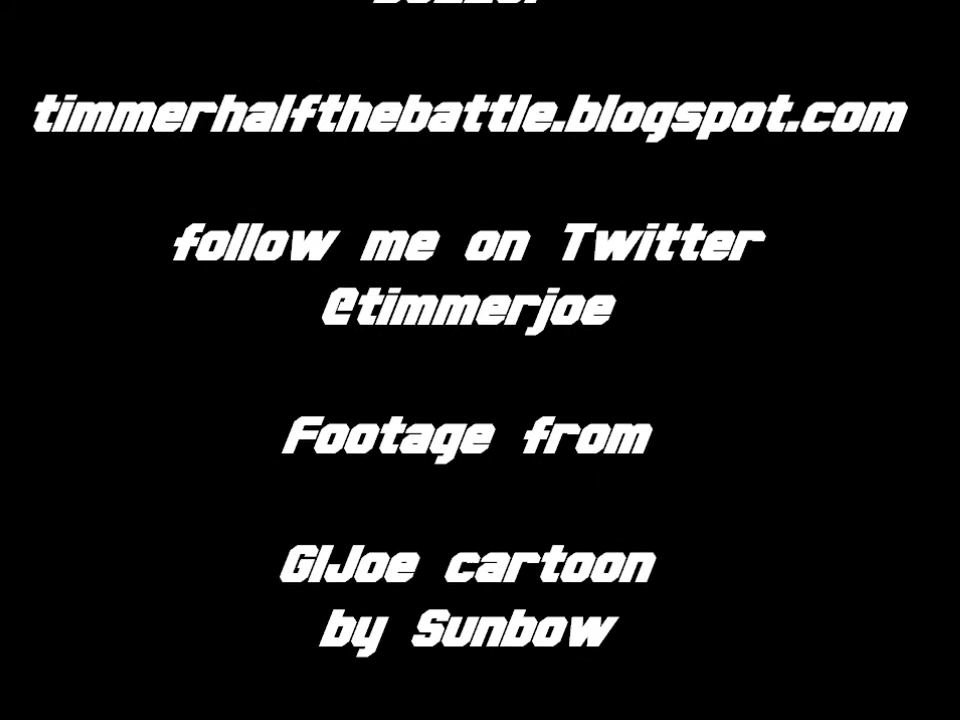 timmerhalfthebattle.blogspot.com
follow me on Twitter
@timmerjoe
Footage from
GIJoe cartoon
by Sunbow